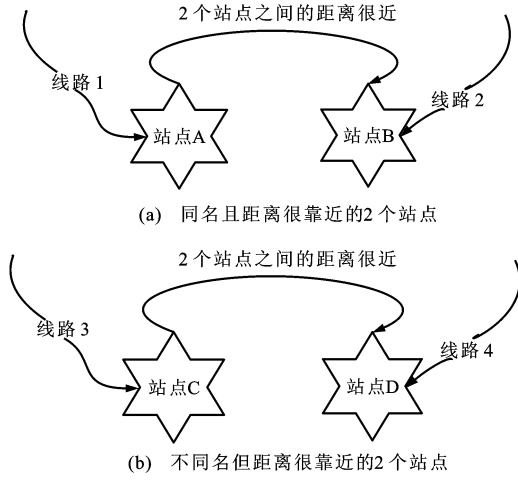 2个站点之间的距离很近
线路1
线路2
站点A
站点B
(a) 同名且距离很靠近的2个站点
2个站点之间的距离很近
线路3
线路4
站点C
站点D
(b) 不同名但距离很靠近的2个站点